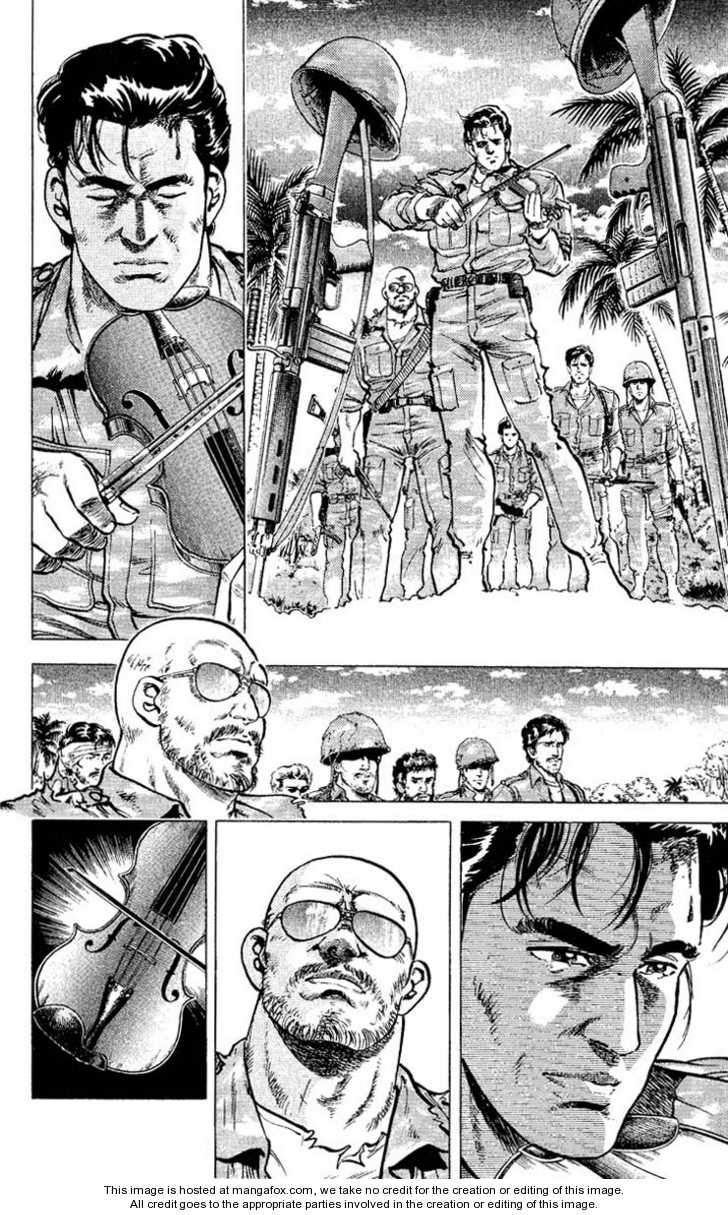 This image is hosted at mangafox.com, we take no credit for the creation or editing of this image.
All credit goes to the appropriate parties involved in the creation or editing of this image.